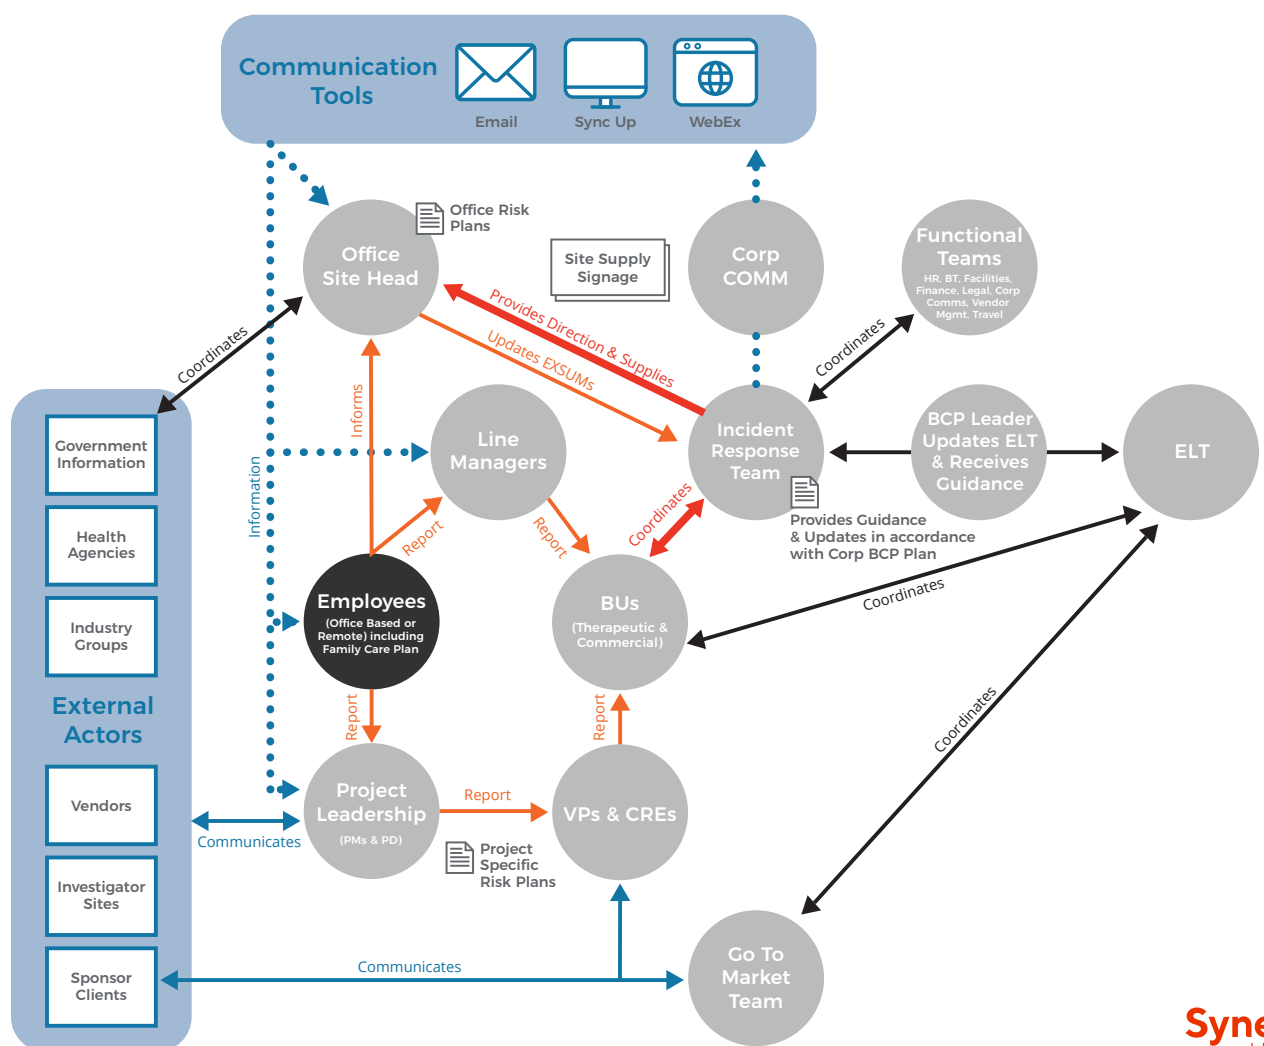 Communication
Tools
Email
Sync Up
WebEx
Office Risk
Plans
Office
Site Head
Site Supply
Signage
Corp
COMM
Functional
Teams
HR, BT, Facilities,
Finance, Legal, Corp
Comms, Vendor
Mgmt, Travel
Coordinates
Provides Direction & Supplies
Updates EXSUMs
Coordinates
Informs
Line
Managers
Incident
Response
Team
BCP Leader
Updates ELT
& Receives
Guidance
ELT
Government
Information
Health
Agencies
Industry
Groups
External
Actors
Vendors
Investigator
Sites
Sponsor
Clients
Information
Report
Report
Coordinates
Provides Guidance
& Updates in accordance
with Corp BCP Plan
Employees
(Office Based or
Remote) including
Family Care Plan
BUs
(Therapeutic &
Commercial)
Coordinates
Report
Report
Coordinates
Project
Leadership
(PMs & PD)
Report
VPs & CREs
Communicates
Project
Specific
Risk Plans
Communicates
Go To
Market
Team
Syne